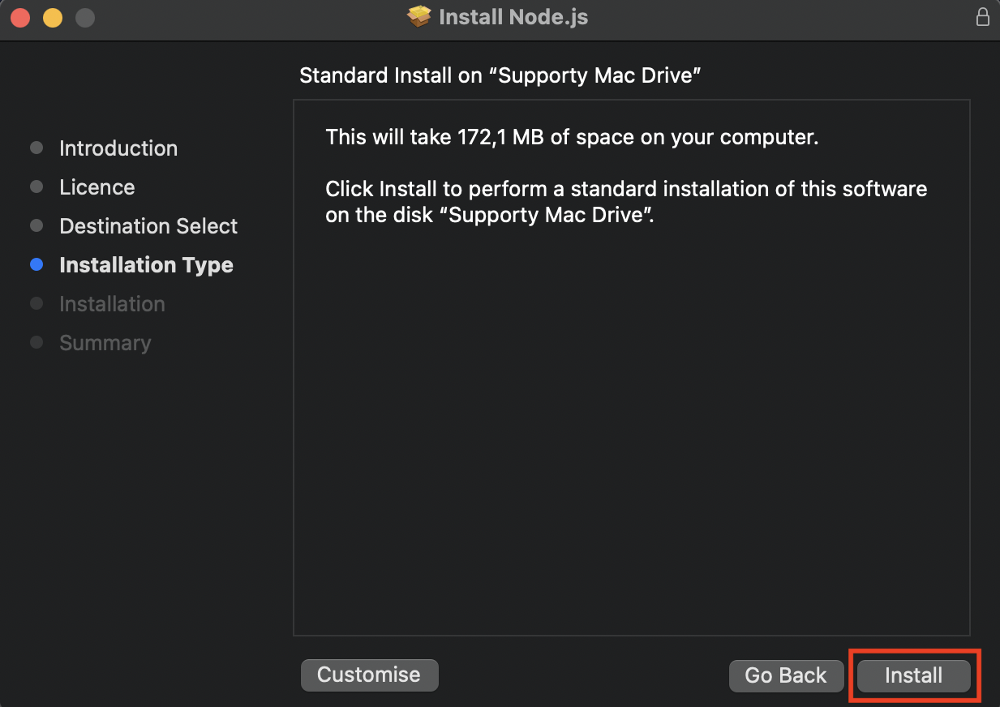 Install Node.js
Standard Install on “Supporty Mac Drive”
Introduction
Licence
Destination Select
Installation Type
Installation
Summary
This will take 172,1 MB of space on your computer.
Click Install to perform a standard installation of this software
on the disk “Supporty Mac Drive”.
Customise
Go Back
Install